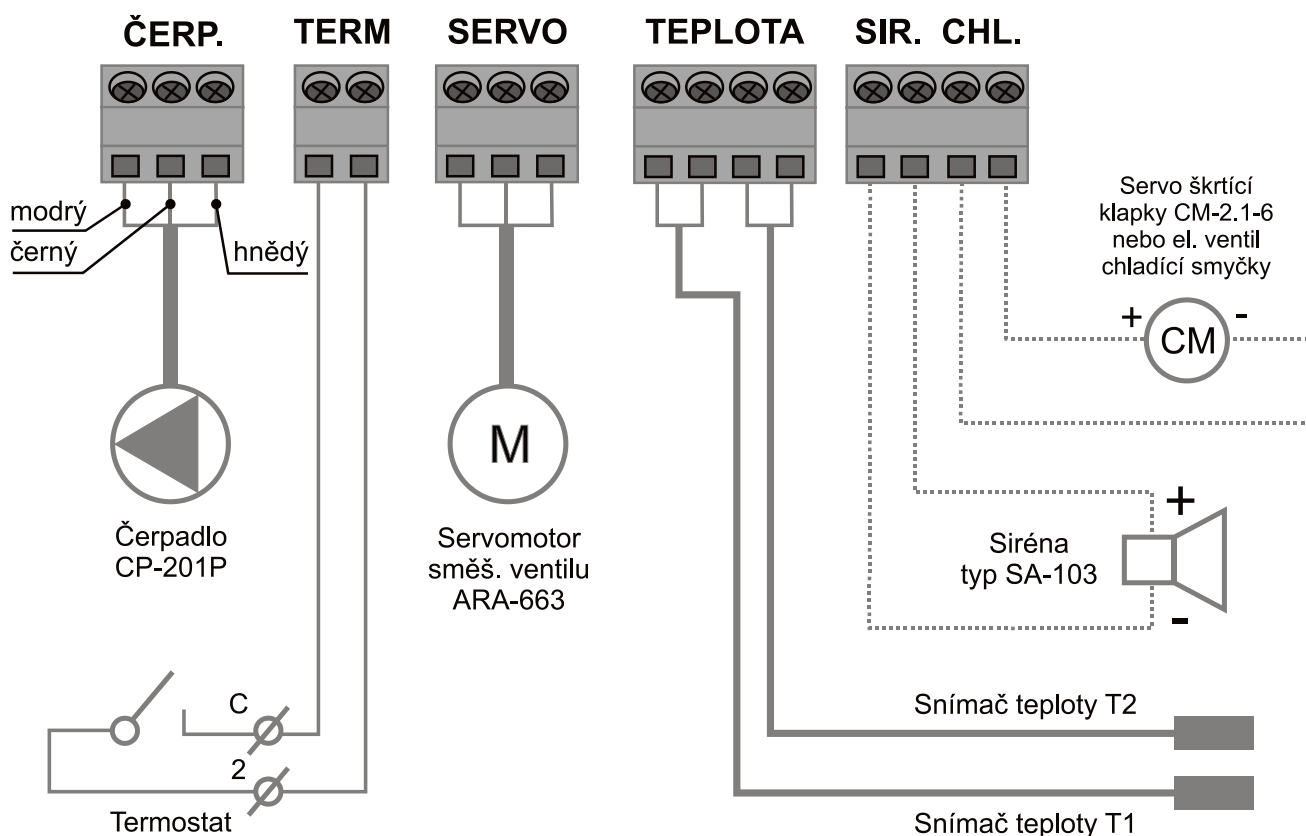 ČERP. TERM SERVO TEPLOTA SIR. CHL.
modrý
černý
hnědý
Servo škrtící
klapky CM-2.1-6
nebo el. ventil
chladící smyčky
+ -
CM
M
Čerpadlo
CP-201P
Servomotor
směš. ventilu
ARA-663
+
Siréna
typ SA-103
-
C
2
Termostat
Snímač teploty T2
Snímač teploty T1